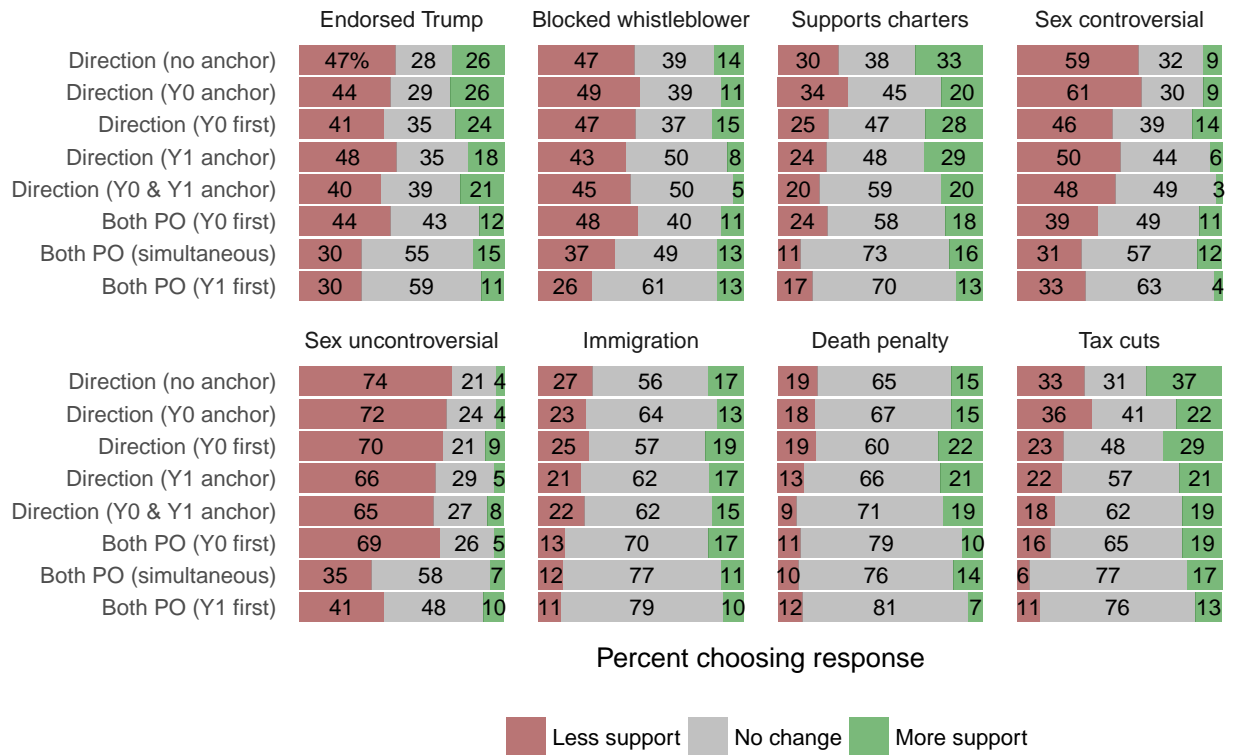 Endorsed Trump Blocked whistleblower Supports charters Sex controversial
Direction (no anchor) 47% 28 26 47 39 14 30 38 33 59 32 9
Direction (Y0 anchor) 44 29 26 49 39 11 34 45 20 61 30 9
Direction (Y0 first) 41 35 24 47 37 15 25 47 28 46 39 14
Direction (Y1 anchor) 48 35 18 43 50 8 24 48 29 50 44 6
Direction (Y0 & Y1 anchor) 40 39 21 45 50 5 20 59 20 48 49 3
Both PO (Y0 first) 44 43 12 48 40 11 24 58 18 39 49 11
Both PO (simultaneous) 30 55 15 37 49 13 11 73 16 31 57 12
Both PO (Y1 first) 30 59 11 26 61 13 17 70 13 33 63 4
Sex uncontroversial Immigration Death penalty Tax cuts
Direction (no anchor) 74 21 4 27 56 17 19 65 15 33 31 37
Direction (Y0 anchor) 72 24 4 23 64 13 18 67 15 36 41 22
Direction (Y0 first) 70 21 9 25 57 19 19 60 22 23 48 29
Direction (Y1 anchor) 66 29 5 21 62 17 13 66 21 22 57 21
Direction (Y0 & Y1 anchor) 65 27 8 22 62 15 9 71 19 18 62 19
Both PO (Y0 first) 69 26 5 13 70 17 11 79 10 16 65 19
Both PO (simultaneous) 35 58 7 12 77 11 10 76 14 6 77 17
Both PO (Y1 first) 41 48 10 11 79 10 12 81 7 11 76 13
Percent choosing response
Less support No change More support